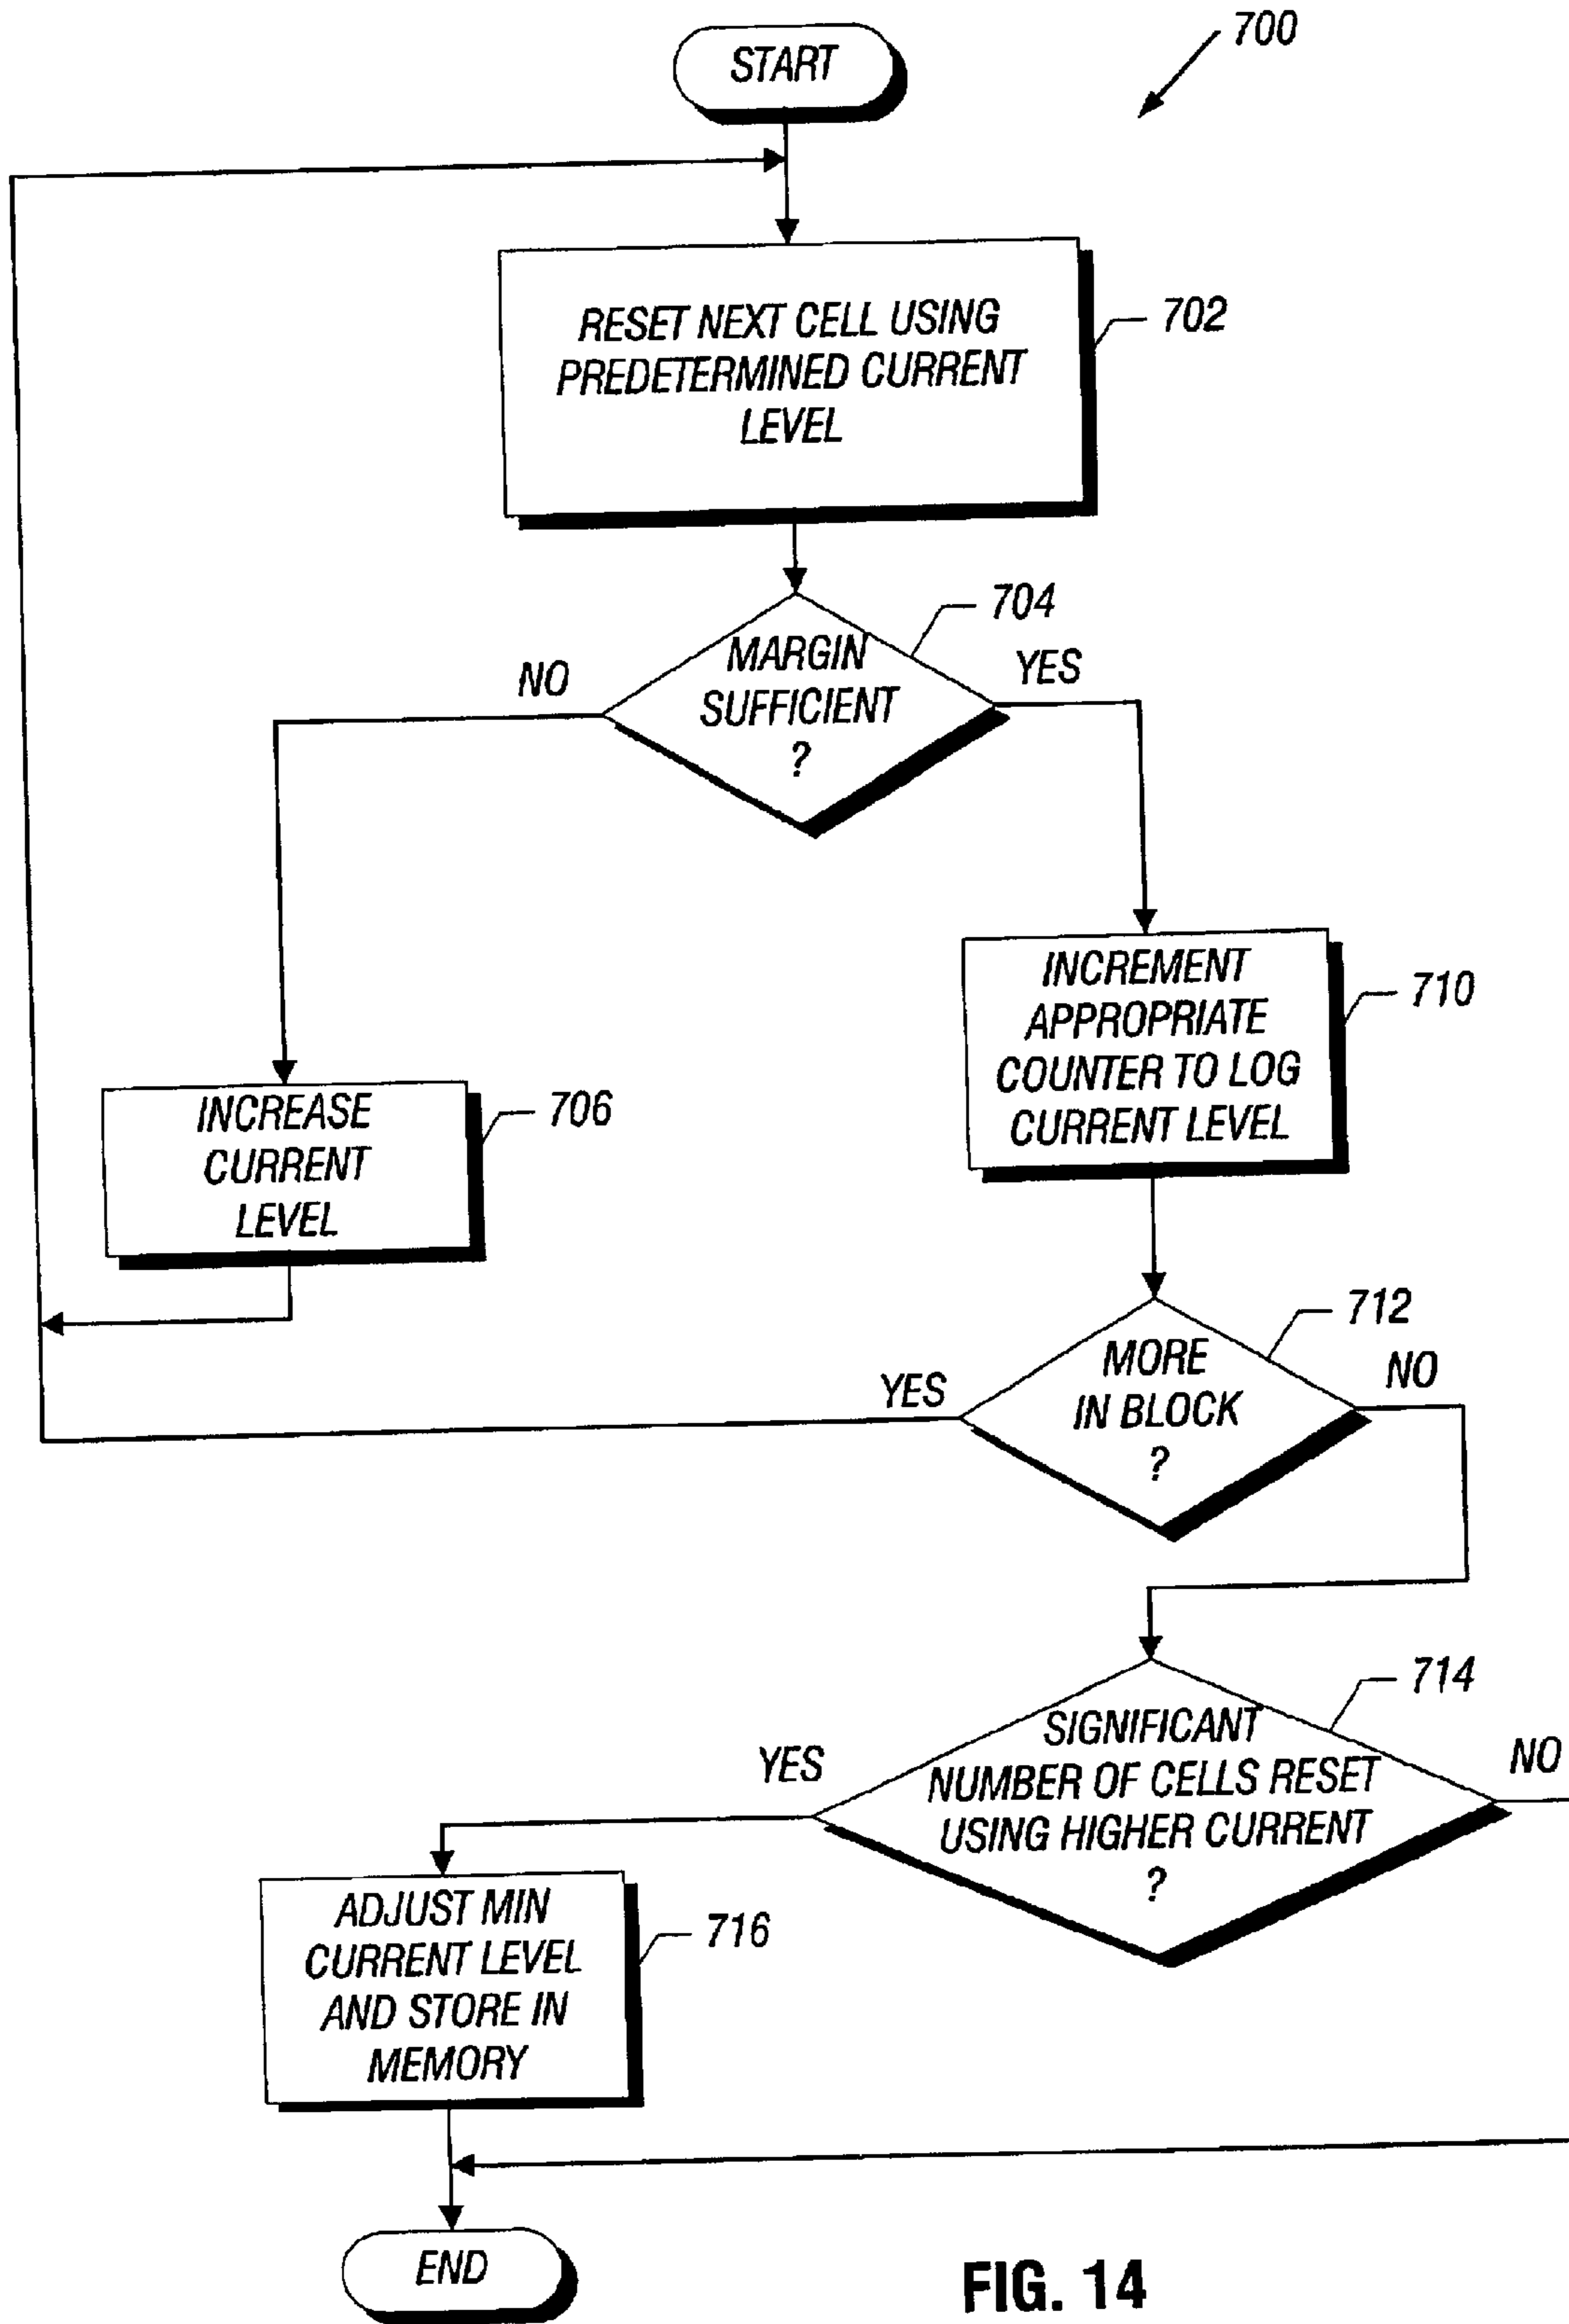 700
START
RESET NEXT CELL USING
PREDETERMINED CURRENT
LEVEL
702
704
MARGIN
SUFFICIENT
?
NO
YES
INCREMENT
APPROPRIATE
COUNTER TO LOG
CURRENT LEVEL
710
INCREASE
CURRENT
LEVEL
706
712
MORE
IN BLOCK
?
YES
NO
714
SIGNIFICANT
NUMBER OF CELLS RESET
USING HIGHER CURRENT
?
YES
NO
ADJUST MIN
CURRENT LEVEL
AND STORE IN
MEMORY
716
END
FIG. 14